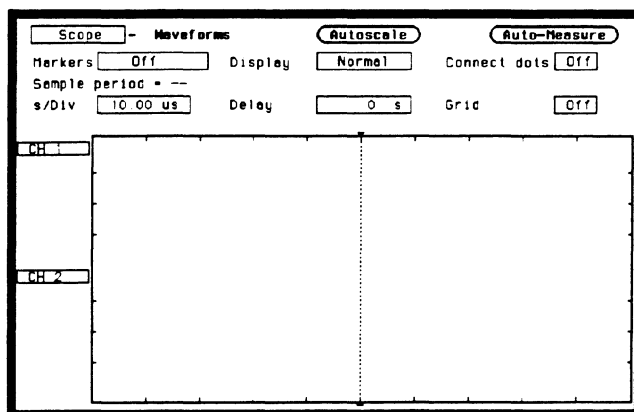 Scope - Waveforms Autoscale Auto-Measure
Markers Off Display Normal Connect dots Off
Sample period = --
s/Div 10.00 us Delay 0 s Grid Off
CH 1
CH 2